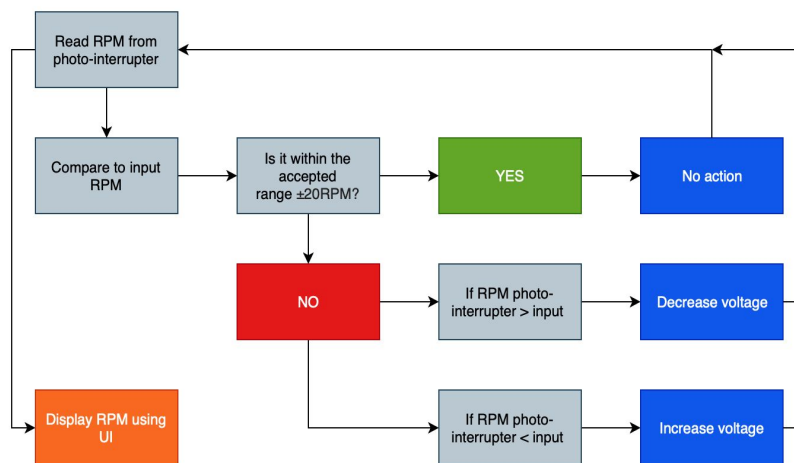 Read RPM from
photo-interrupter
Compare to input
RPM
Is it within the
accepted
range ±20RPM?
YES
No action
NO
If RPM photo-
interrupter > input
Decrease voltage
Display RPM using
UI
If RPM photo-
interrupter < input
Increase voltage